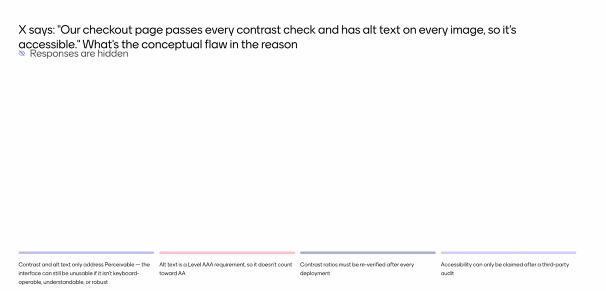 X says: "Our checkout page passes every contrast check and has alt text on every image, so it's
accessible." What's the conceptual flaw in the reason
Responses are hidden
Contrast and alt text only address Perceivable — the
interface can still be unusable if it isn't keyboard-
operable, understandable, or robust
Alt text is a Level AAA requirement, so it doesn't count
toward AA
Contrast ratios must be re-verified after every
deployment
Accessibility can only be claimed after a third-party
audit